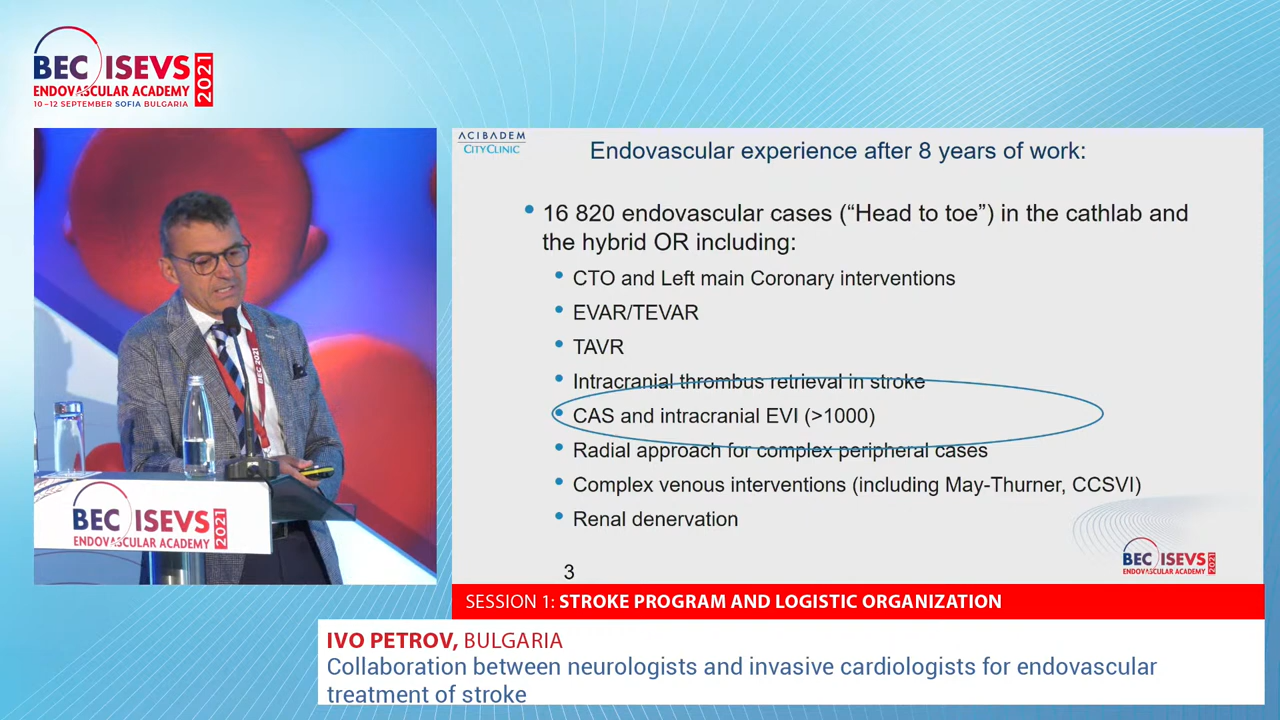 BEC ISEVS
ENDOVASCULAR ACADEMY
10–12 SEPTEMBER SOFIA BULGARIA
2021
ACIBADEM
CITYCLINIC
Endovascular experience after 8 years of work:
• 16 820 endovascular cases (“Head to toe”) in the cathlab and
the hybrid OR including:
• CTO and Left main Coronary interventions
• EVAR/TEVAR
• TAVR
• Intracranial thrombus retrieval in stroke
• CAS and intracranial EVI (>1000)
• Radial approach for complex peripheral cases
• Complex venous interventions (including May-Thurner, CCSVI)
• Renal denervation
3
BEC ISEVS
ENDOVASCULAR ACADEMY
2021
BEC 2021
BEC ISEVS
ENDOVASCULAR ACADEMY
2021
SESSION 1: STROKE PROGRAM AND LOGISTIC ORGANIZATION
IVO PETROV, BULGARIA
Collaboration between neurologists and invasive cardiologists for endovascular
treatment of stroke